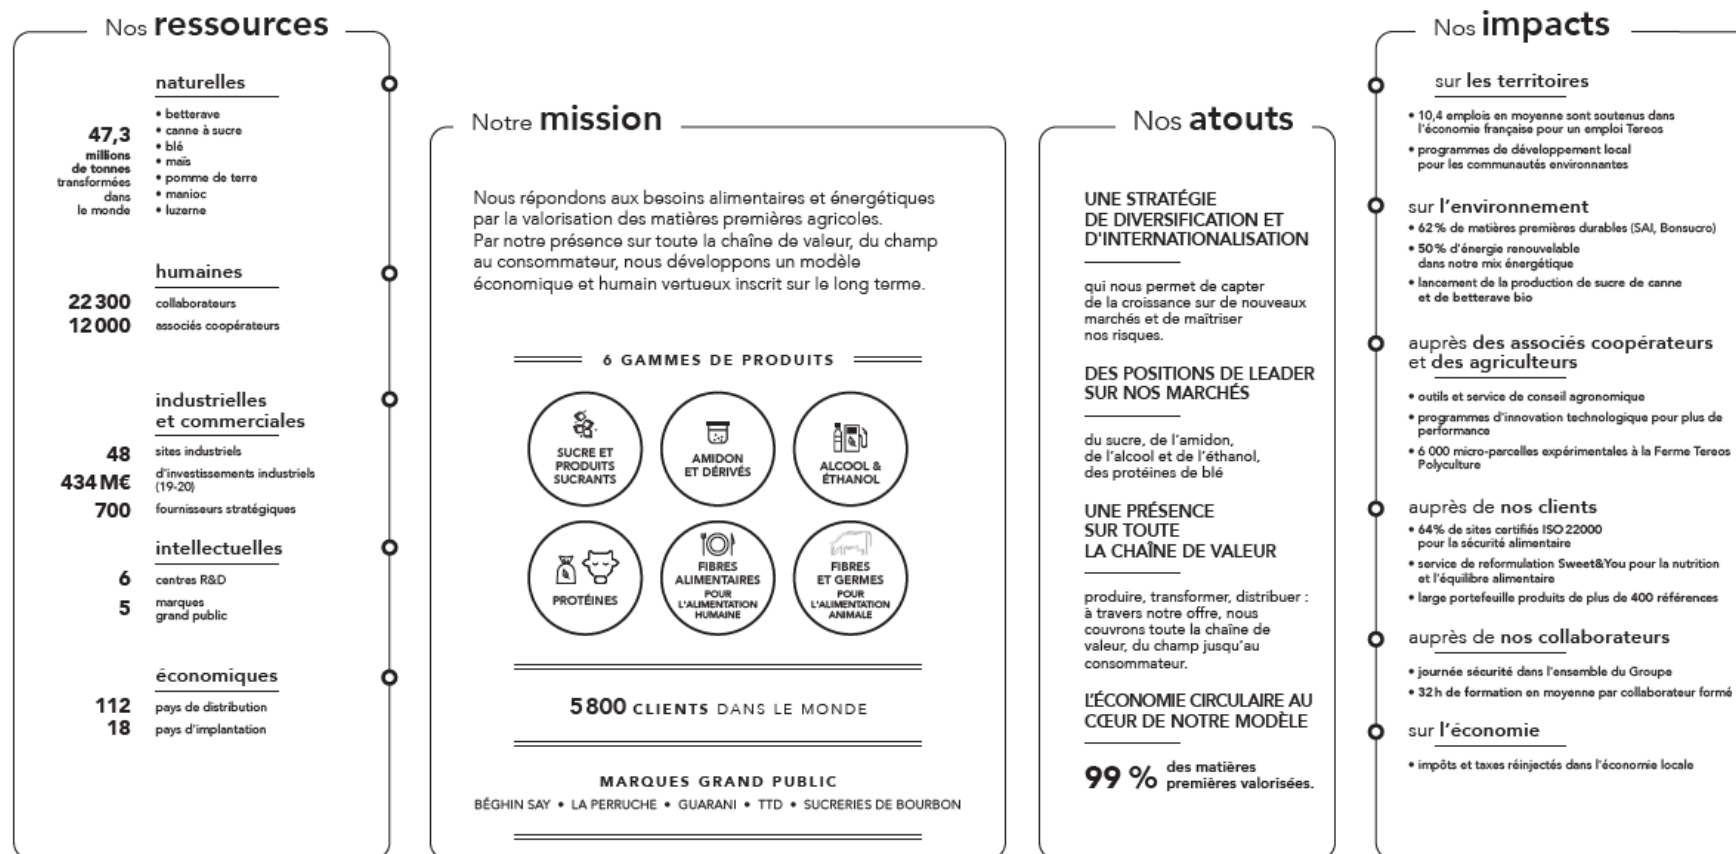 Nos ressources
naturelles
47,3
millions
de tonnes
transformées
dans
le monde
• betterave
• canne à sucre
• blé
• maïs
• pomme de terre
• manioc
• luzerne
humaines
22 300 collaborateurs
12 000 associés coopérateurs
industrielles
et commerciales
48 sites industriels
434 M€ d'investissements industriels
(19-20)
700 fournisseurs stratégiques
intellectuelles
6 centres R&D
5 marques
grand public
économiques
112 pays de distribution
18 pays d'implantation
Notre mission
Nous répondons aux besoins alimentaires et énergétiques
par la valorisation des matières premières agricoles.
Par notre présence sur toute la chaîne de valeur, du champ
au consommateur, nous développons un modèle
économique et humain vertueux inscrit sur le long terme.
6 GAMMES DE PRODUITS
SUCRE ET
PRODUITS
SUCRANTS
AMIDON
ET DÉRIVÉS
ALCOOL &
ÉTHANOL
PROTÉINES
FIBRES
ALIMENTAIRES
POUR
L'ALIMENTATION
HUMAINE
FIBRES
ET GERMES
POUR
L'ALIMENTATION
ANIMALE
5 800 CLIENTS DANS LE MONDE
MARQUES GRAND PUBLIC
BÉGHIN SAY • LA PERRUCHE • GUARANI • TTD • SUCRERIES DE BOURBON
Nos atouts
UNE STRATÉGIE
DE DIVERSIFICATION ET
D'INTERNATIONALISATION
qui nous permet de capter
de la croissance sur de nouveaux
marchés et de maîtriser
nos risques.
DES POSITIONS DE LEADER
SUR NOS MARCHÉS
du sucre, de l'amidon,
de l'alcool et de l'éthanol,
des protéines de blé
UNE PRÉSENCE
SUR TOUTE
LA CHAÎNE DE VALEUR
produire, transformer, distribuer :
à travers notre offre, nous
couvrons toute la chaîne de
valeur, du champ jusqu'au
consommateur.
L'ÉCONOMIE CIRCULAIRE AU
CŒUR DE NOTRE MODÈLE
99 % des matières
premières valorisées.
Nos impacts
sur les territoires
• 10,4 emplois en moyenne sont soutenus dans
l'économie française pour un emploi Tereos
• programmes de développement local
pour les communautés environnantes
sur l'environnement
• 62 % de matières premières durables (SAI, Bonsucro)
• 50 % d'énergie renouvelable
dans notre mix énergétique
• lancement de la production de sucre de canne
et de betterave bio
auprès des associés coopérateurs
et des agriculteurs
• outils et service de conseil agronomique
• programmes d'innovation technologique pour plus de
performance
• 6 000 micro-parcelles expérimentales à la Ferme Tereos
Polyculture
auprès de nos clients
• 64% de sites certifiés ISO 22000
pour la sécurité alimentaire
• service de reformulation Sweet&You pour la nutrition
et l'équilibre alimentaire
• large portefeuille produits de plus de 400 références
auprès de nos collaborateurs
• journée sécurité dans l'ensemble du Groupe
• 32 h de formation en moyenne par collaborateur formé
sur l'économie
• impôts et taxes réinjectés dans l'économie locale